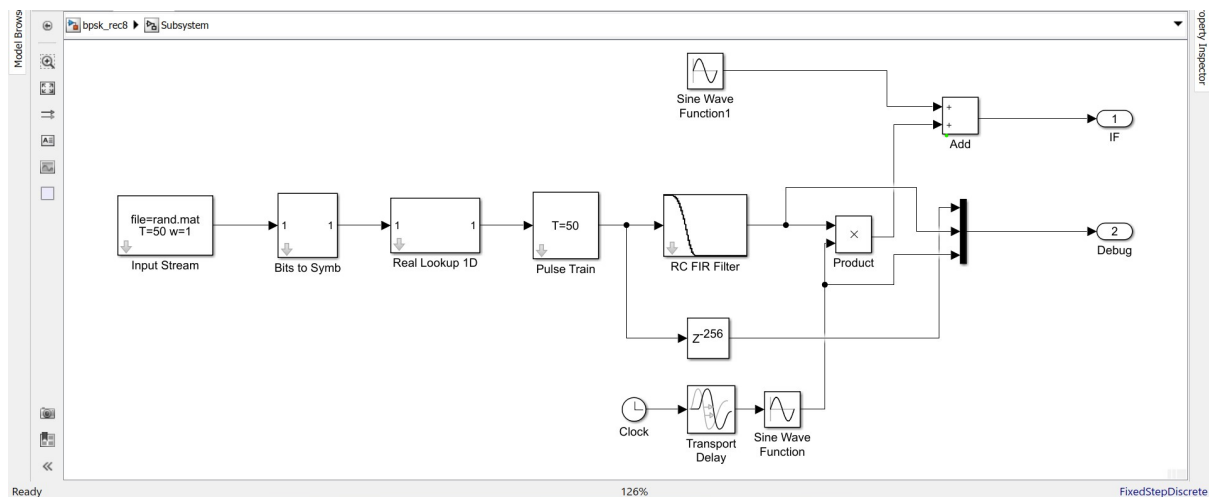 Model Brows
bpsk_rec8 Subsystem
operty Inspector
Sine Wave
Function1
+
+
Add
1
IF
file=rand.mat
T=50 w=1
Input Stream
1 1
Bits to Symb
1 1
Real Lookup 1D
T=50
Pulse Train
RC FIR Filter
×
Product
2
Debug
Z-256
Clock
Transport
Delay
Sine Wave
Function
Ready
126%
FixedStepDiscrete